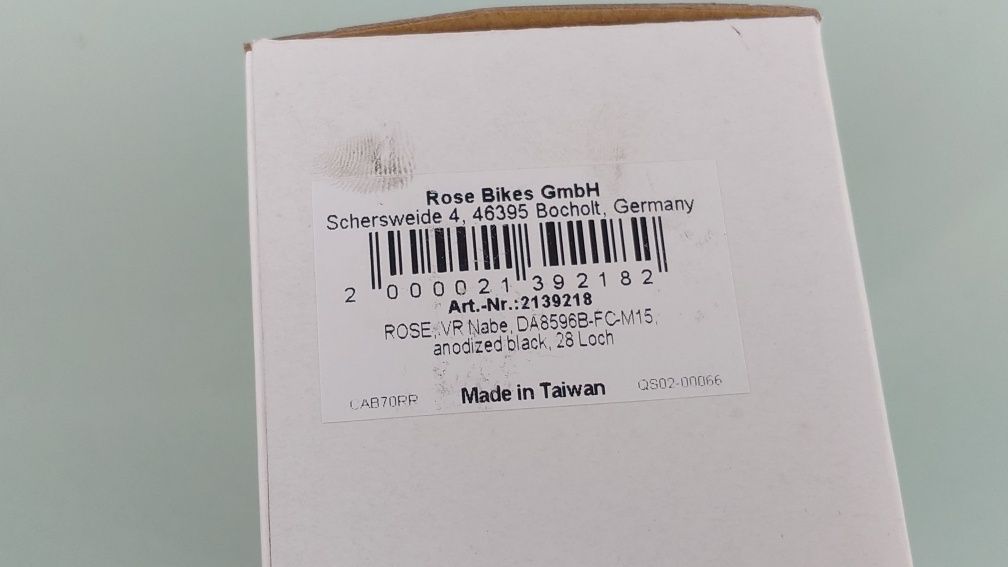 Rose Bikes GmbH
Schersweide 4, 46395 Bocholt, Germany
2 000021 392182
Art.-Nr.:2139218
ROSE, VR Nabe, DA8596B-FC-M15,
anodized black, 28 Loch
CAB70RR Made in Taiwan QS02-00066